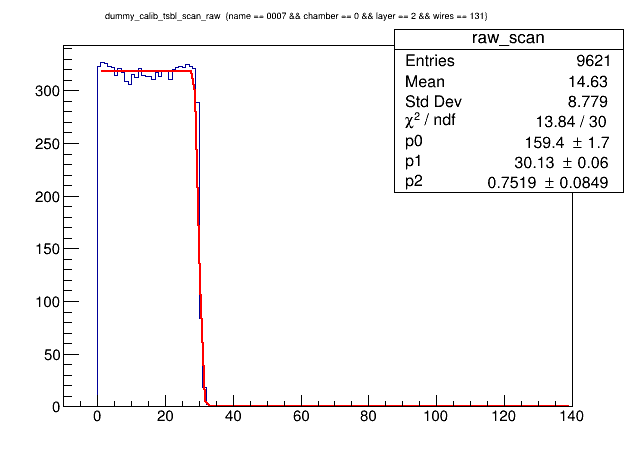 dummy_calib_tsbl_scan_raw (name == 0007 && chamber == 0 && layer == 2 && wires == 131)
raw_scan
Entries 9621
Mean 14.63
Std Dev 8.779
χ² / ndf 13.84 / 30
p0 159.4 ± 1.7
p1 30.13 ± 0.06
p2 0.7519 ± 0.0849
300
250
200
150
100
50
0
0 20 40 60 80 100 120 140